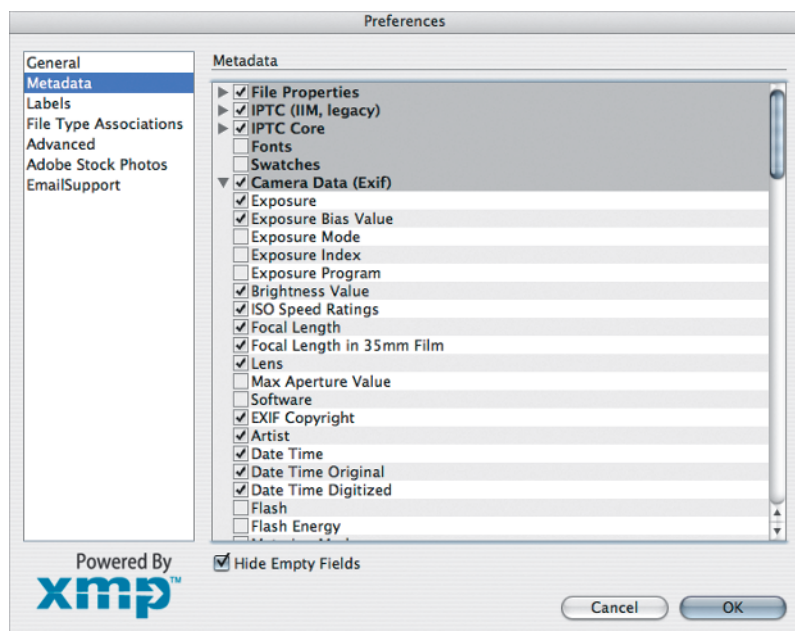 Preferences
General
Metadata
Labels
File Type Associations
Advanced
Adobe Stock Photos
EmailSupport
Metadata
File Properties
IPTC (IIM, legacy)
IPTC Core
Fonts
Swatches
Camera Data (Exif)
Exposure
Exposure Bias Value
Exposure Mode
Exposure Index
Exposure Program
Brightness Value
ISO Speed Ratings
Focal Length
Focal Length in 35mm Film
Lens
Max Aperture Value
Software
EXIF Copyright
Artist
Date Time
Date Time Original
Date Time Digitized
Flash
Flash Energy
Hide Empty Fields
Powered By
xmp™
Cancel
OK